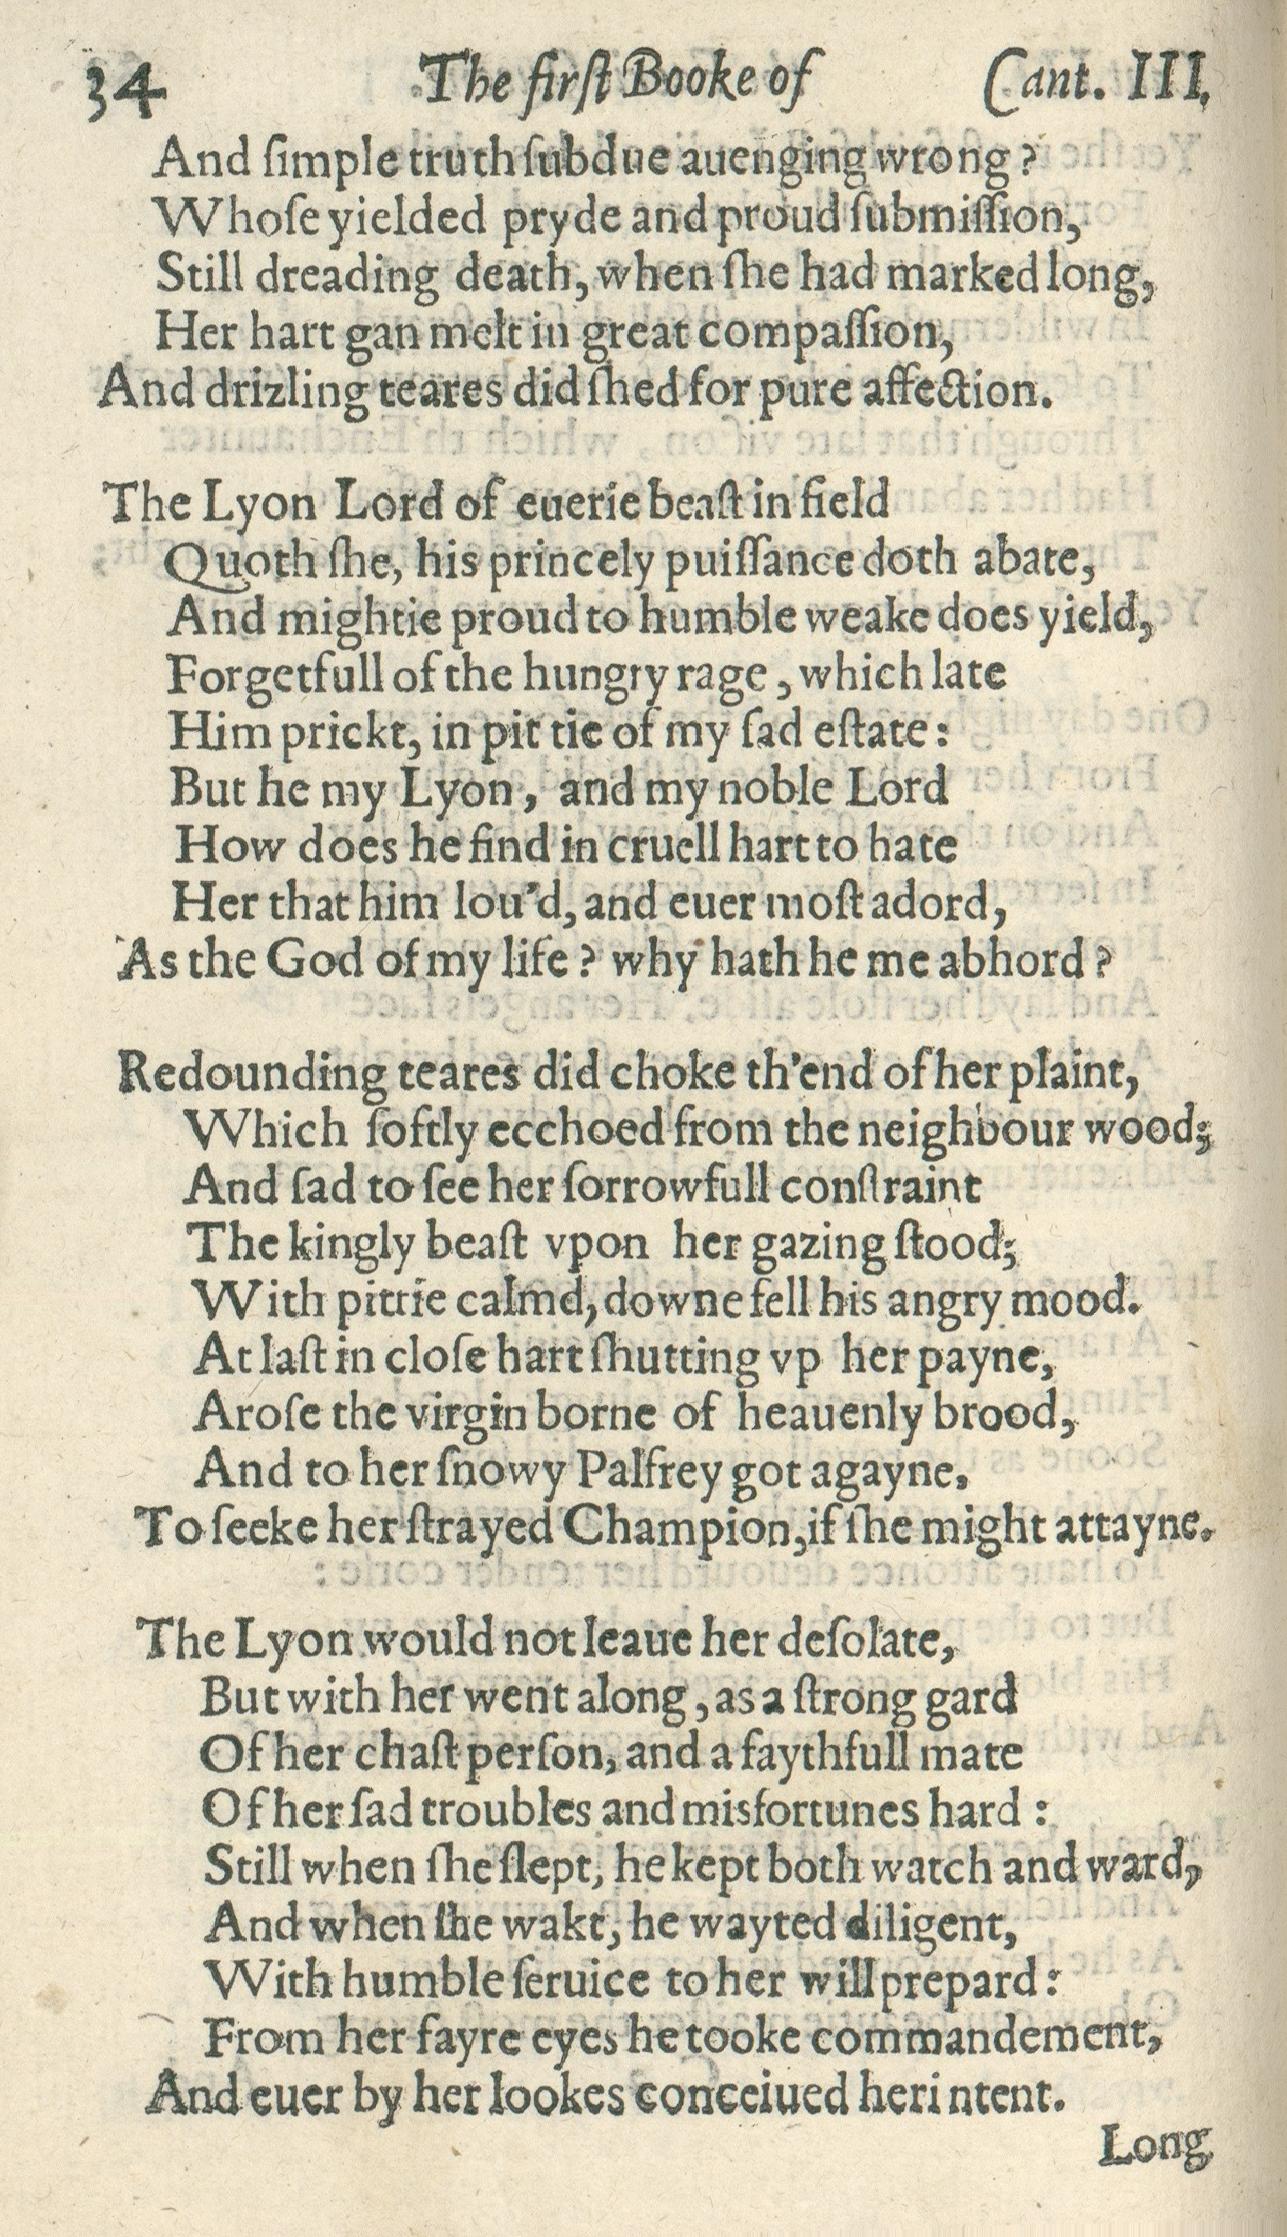 34 The firſt Booke of Cant. III.
And ſimple truth ſubdue auenging wrong?
Whoſe yielded pryde and proud ſubmiſſion,
Still dreading death, when ſhe had marked long,
Her hart gan melt in great compaſſion,
And drizling teares did ſhed for pure affection.
The Lyon Lord of euerie beaſt in field
Quoth ſhe, his princely puiſſance doth abate,
And mightie proud to humble weake does yield,
Forgetfull of the hungry rage, which late
Him prickt, in pittie of my ſad eſtate:
But he my Lyon, and my noble Lord
How does he find in cruell hart to hate
Her that him lou'd, and euer moſt adord,
As the God of my life? why hath he me abhord?
Redounding teares did choke th'end of her plaint,
Which ſoftly ecchoed from the neighbour wood;
And ſad to ſee her ſorrowfull conſtraint
The kingly beaſt vpon her gazing ſtood;
With pittie calmd, downe fell his angry mood.
At laſt in cloſe hart ſhutting vp her payne,
Aroſe the virgin borne of heauenly brood,
And to her ſnowy Palfrey got agayne,
To ſeeke her ſtrayed Champion, if ſhe might attayne.
The Lyon would not leaue her deſolate,
But with her went along, as a ſtrong gard
Of her chaſt perſon, and a faythfull mate
Of her ſad troubles and misfortunes hard:
Still when ſhe ſlept, he kept both watch and ward,
And when ſhe wakt, he wayted diligent,
With humble ſeruice to her will prepard:
From her fayre eyes he tooke commandement,
And euer by her lookes conceiued her intent.
Long